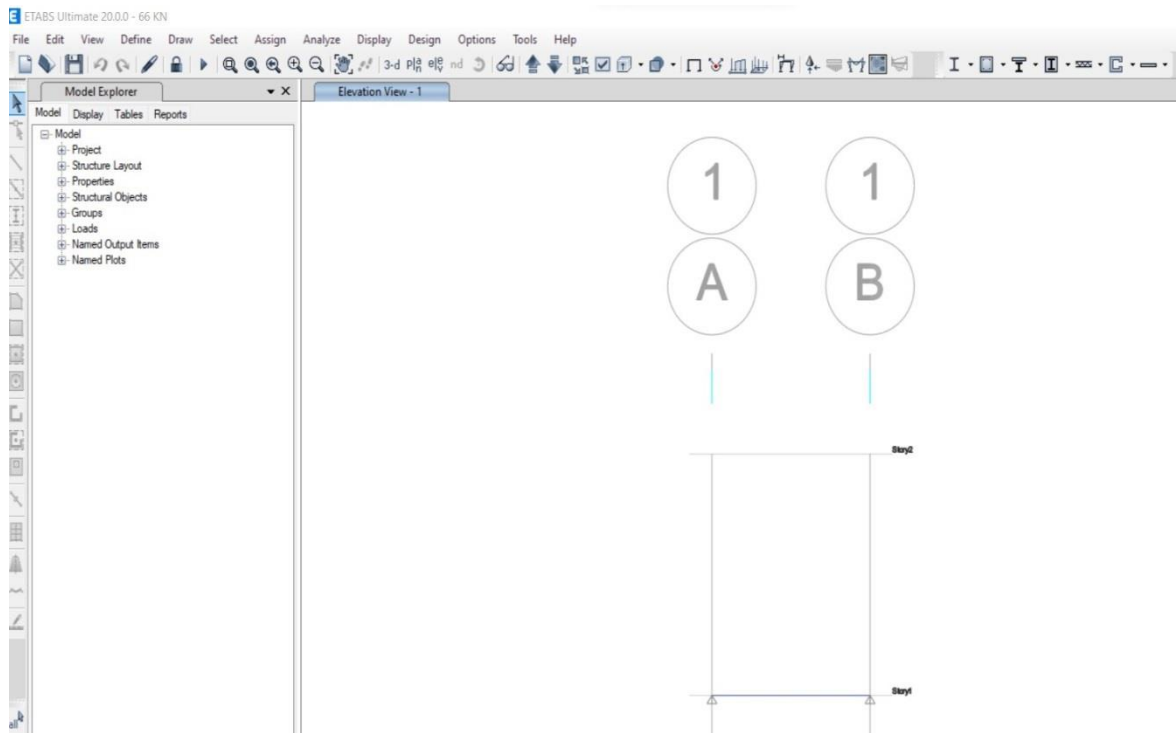 ETABS Ultimate 20.0.0 - 66 KN
File Edit View Define Draw Select Assign Analyze Display Design Options Tools Help
3-d
nd
Model Explorer
Elevation View - 1
Model Display Tables Reports
Model
Project
Structure Layout
Properties
Structural Objects
Groups
Loads
Named Output Items
Named Plots
1 1
A B
Story2
Story1
all